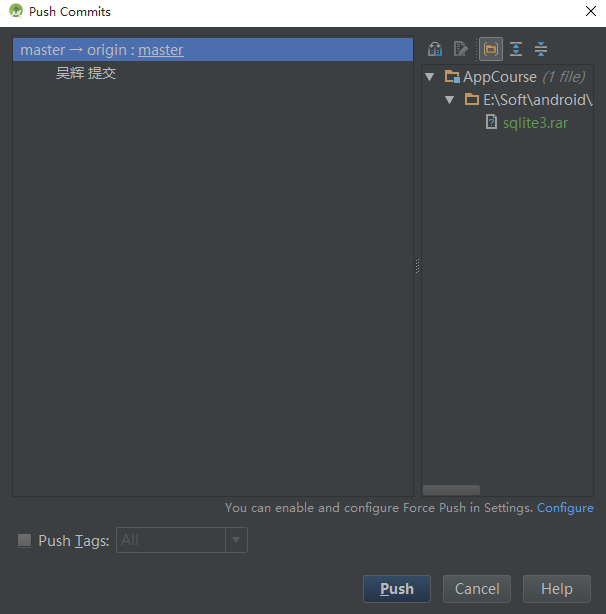 Push Commits
master → origin : master
吴辉 提交
AppCourse (1 file)
E:\Soft\android\.
sqlite3.rar
You can enable and configure Force Push in Settings. Configure
Push Tags: All
Push Cancel Help